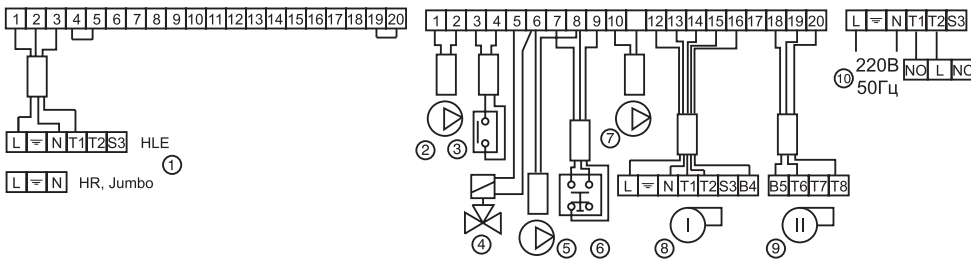 1 2 3 4 5 6 7 8 9 10 11 12 13 14 15 16 17 18 19 20
L N T1 T2 S3 HLE
1
L N HR, Jumbo
1 2 3 4 5 6 7 8 9 10 12 13 14 15 16 17 18 19 20
2 3 4 5 6 7
L N T1 T2 S3 B4
I
8
B5 T6 T7 T8
II
9
L N T1 T2 S3
10 220В
50Гц
NO L NO